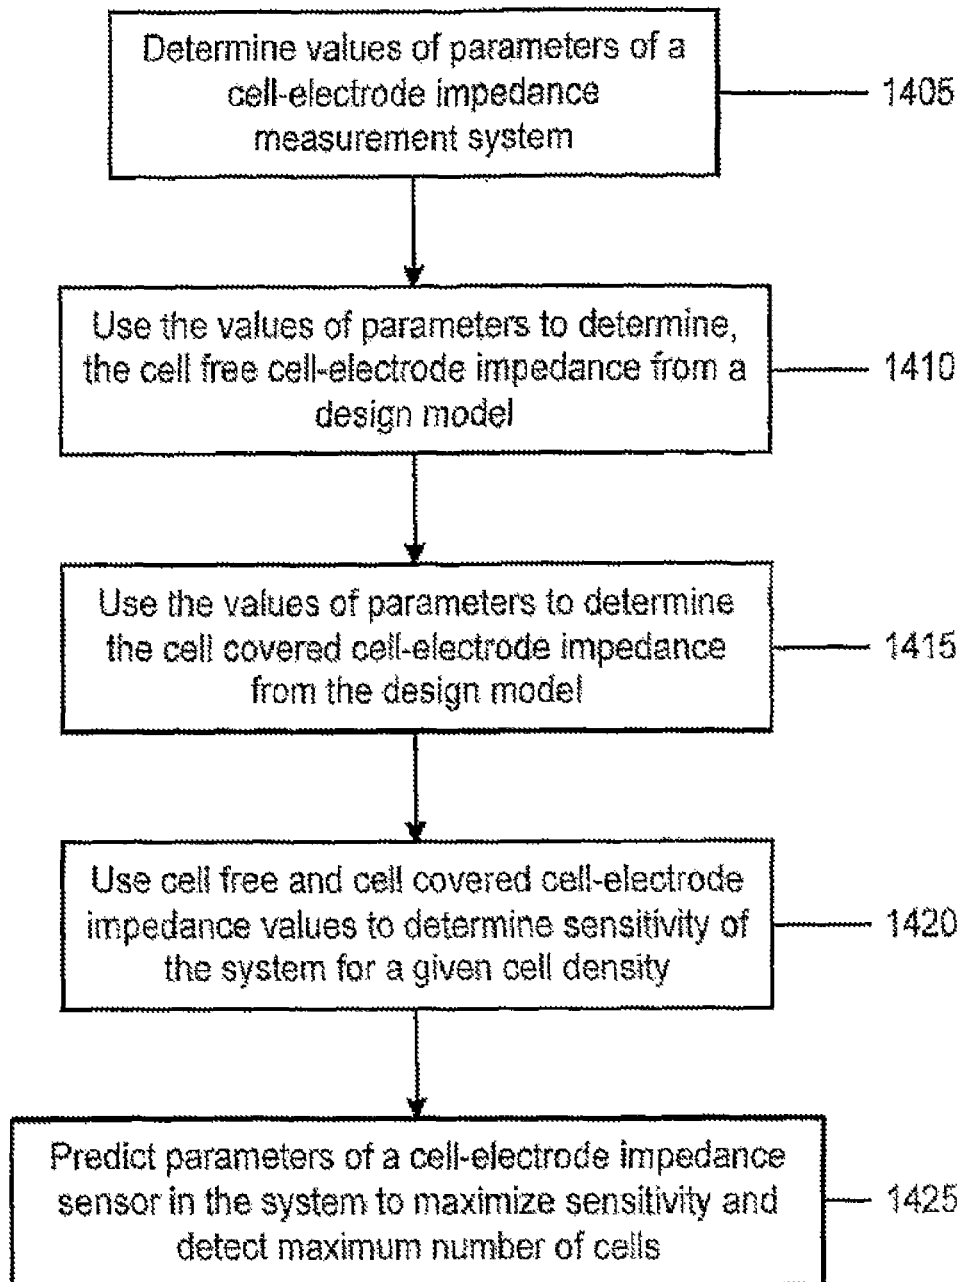 Determine values of parameters of a
cell-electrode impedance
measurement system
1405
Use the values of parameters to determine,
the cell free cell-electrode impedance from a
design model
1410
Use the values of parameters to determine
the cell covered cell-electrode impedance
from the design model
1415
Use cell free and cell covered cell-electrode
impedance values to determine sensitivity of
the system for a given cell density
1420
Predict parameters of a cell-electrode impedance
sensor in the system to maximize sensitivity and
detect maximum number of cells
1425